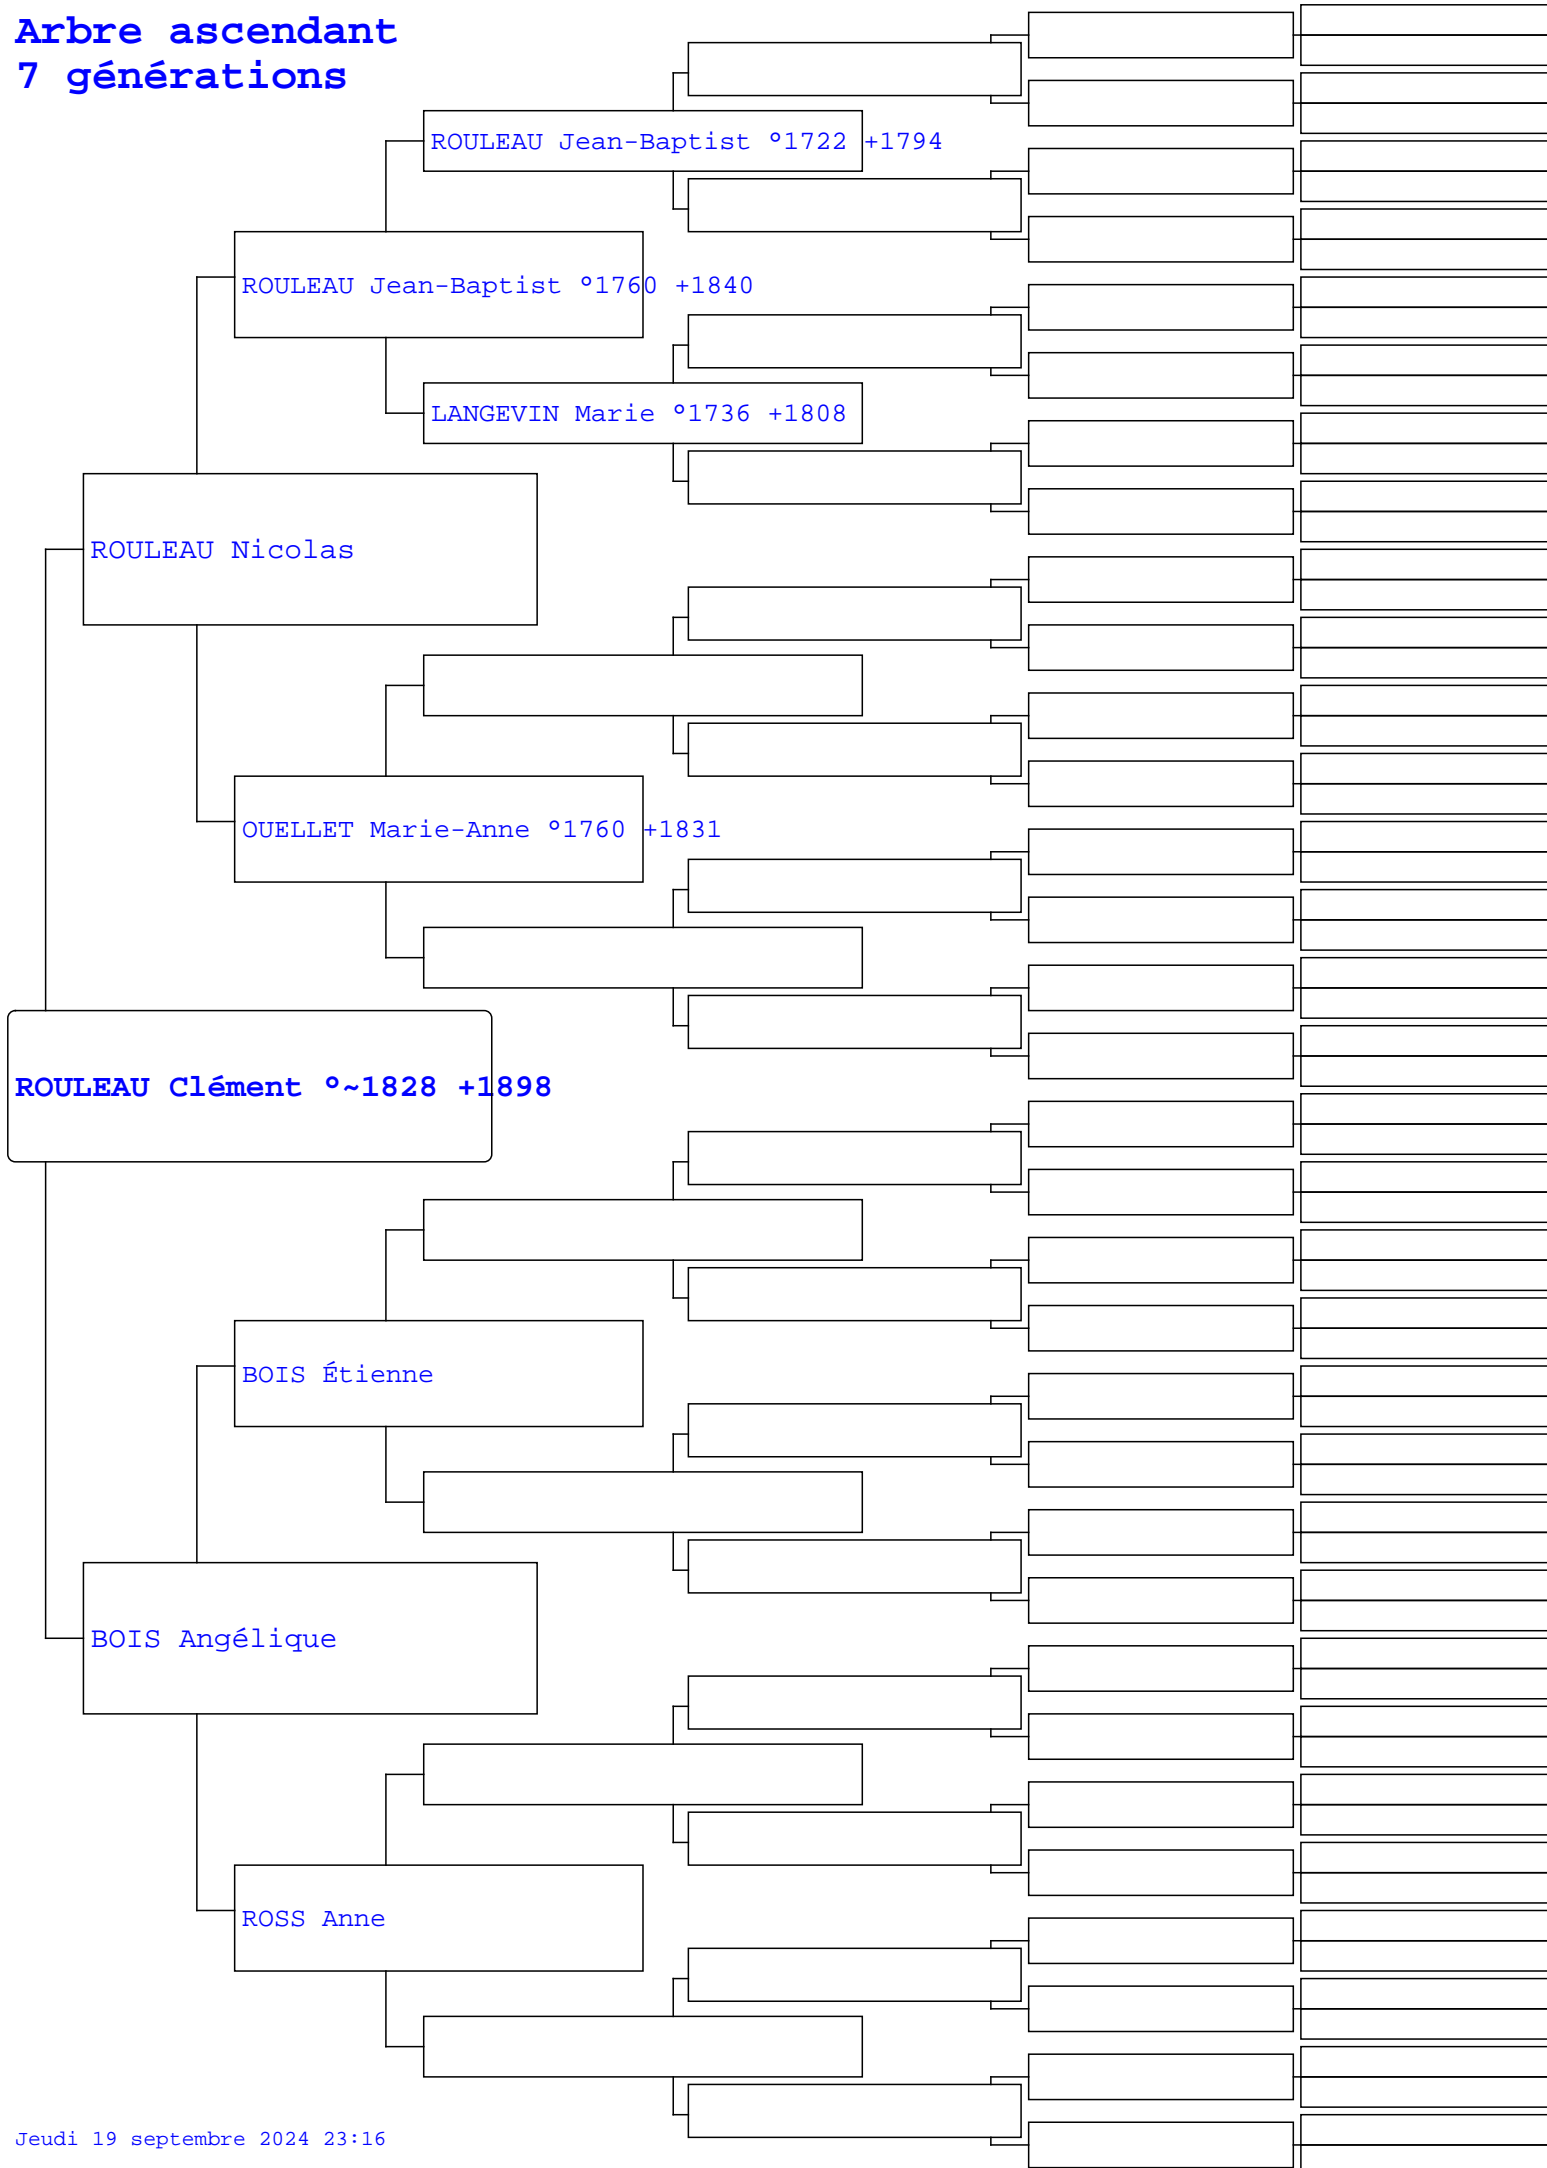 Arbre ascendant
7 générations
ROULEAU Jean-Baptist °1722 +1794
ROULEAU Jean-Baptist °1760 +1840
LANGEVIN Marie °1736 +1808
ROULEAU Nicolas
OUELLET Marie-Anne °1760 +1831
ROULEAU Clément °~1828 +1898
BOIS Étienne
BOIS Angélique
ROSS Anne
Jeudi 19 septembre 2024 23:16